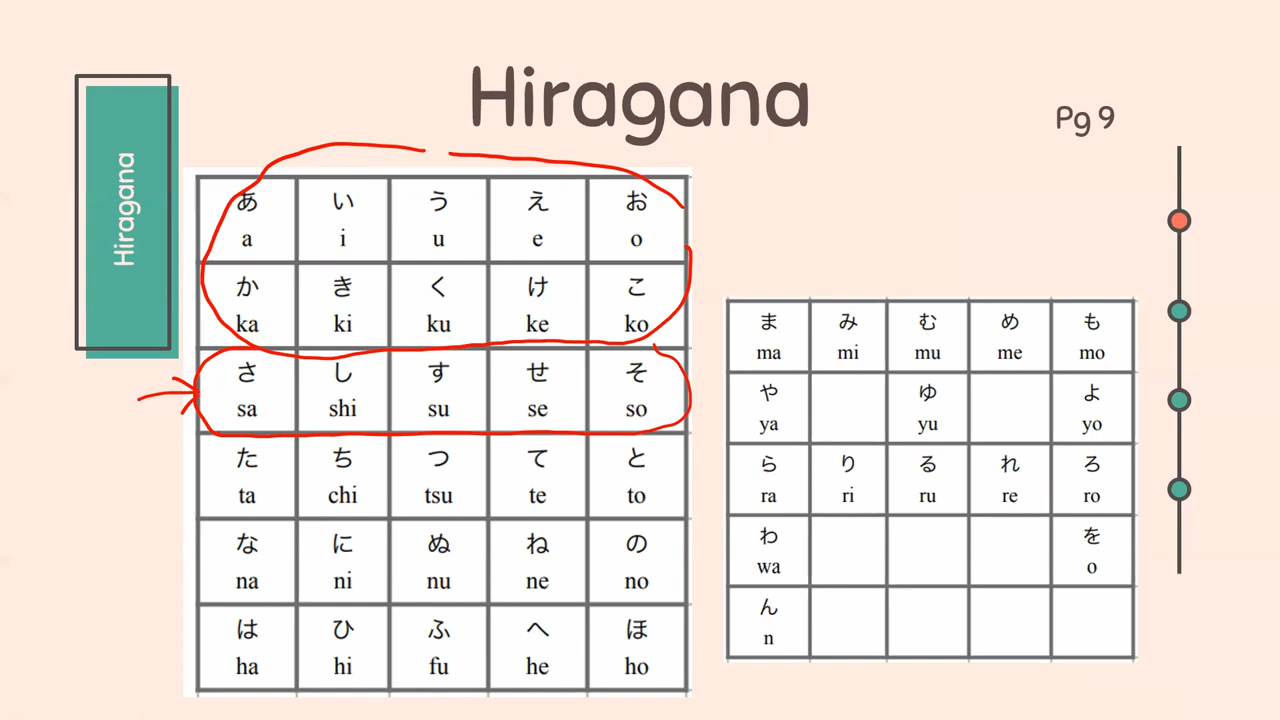 Hiragana
Pg 9
Hiragana
あ い う え お
a i u e o
か き く け こ
ka ki ku ke ko
さ し す せ そ
sa shi su se so
た ち つ て と
ta chi tsu te to
な に ぬ ね の
na ni nu ne no
は ひ ふ へ ほ
ha hi fu he ho
ま み む め も
ma mi mu me mo
や ゆ よ
ya yu yo
ら り る れ ろ
ra ri ru re ro
わ を
wa o
ん
n